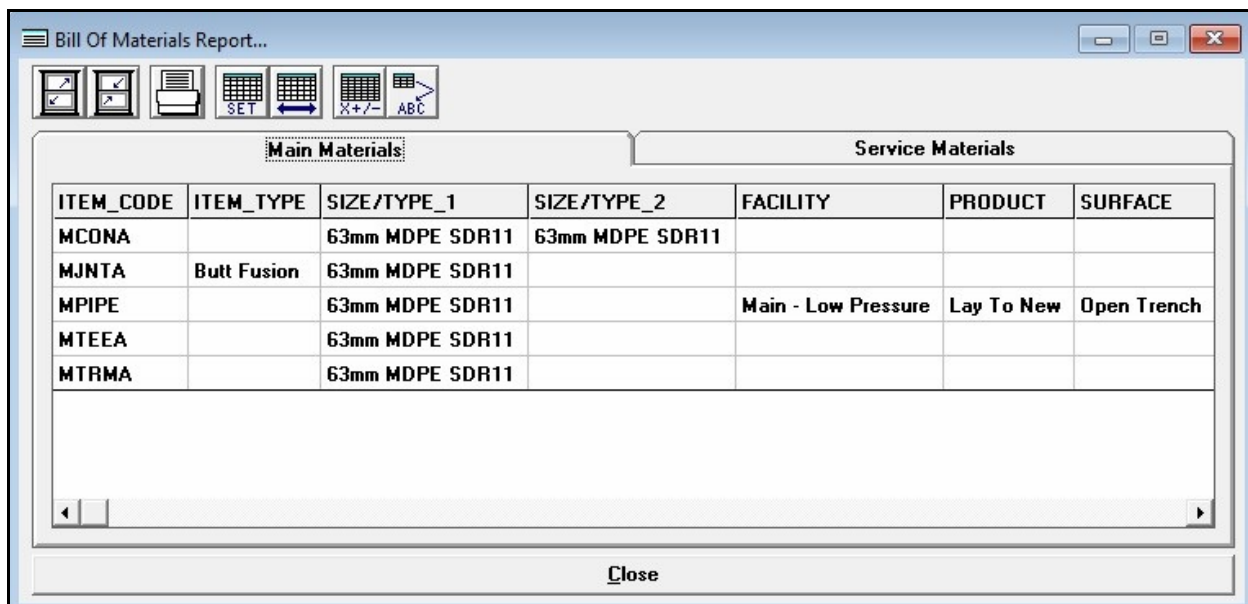 Bill Of Materials Report...
SET X+/- ABC
Main Materials Service Materials
ITEM_CODE ITEM_TYPE SIZE/TYPE_1 SIZE/TYPE_2 FACILITY PRODUCT SURFACE
MCONA 63mm MDPE SDR11 63mm MDPE SDR11
MJNTA Butt Fusion 63mm MDPE SDR11
MPIPE 63mm MDPE SDR11 Main - Low Pressure Lay To New Open Trench
MTEEA 63mm MDPE SDR11
MTRMA 63mm MDPE SDR11
Close